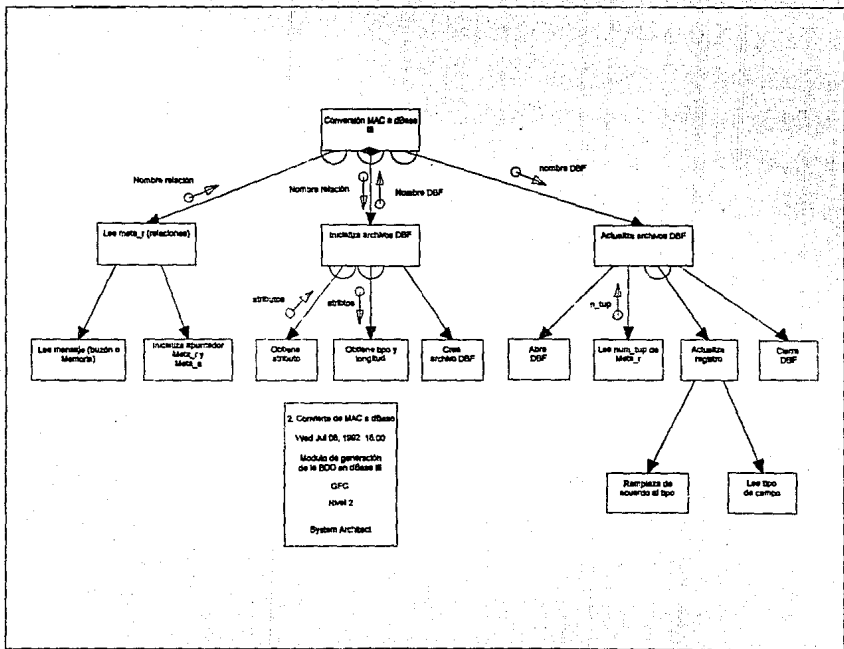 Conversión MAC a dBase
III
nombre DBF
Nombre relación
Nombre relación
Nombre DBF
Lee meta_r (relaciones)
Inicializa archivos DBF
Actualiza archivos DBF
atributos
atributos
n_tup
Lee mensaje (buzón o
Memoria)
Inicializa apuntador
Meta_r y
Meta_a
Obtiene
atributo
Obtiene tipo y
longitud
Crea
archivo DBF
Abre
DBF
Lee num_tup de
Meta_r
Actualiza
registro
Cierra
DBF
2. Convierte de MAC a dBase
Wed Jul 08, 1992 16:00
Modulo de generación
de la BDD en dBase III
GFC
Nivel 2
System Architect
Remplaza de
acuerdo al tipo
Lee tipo
de campo